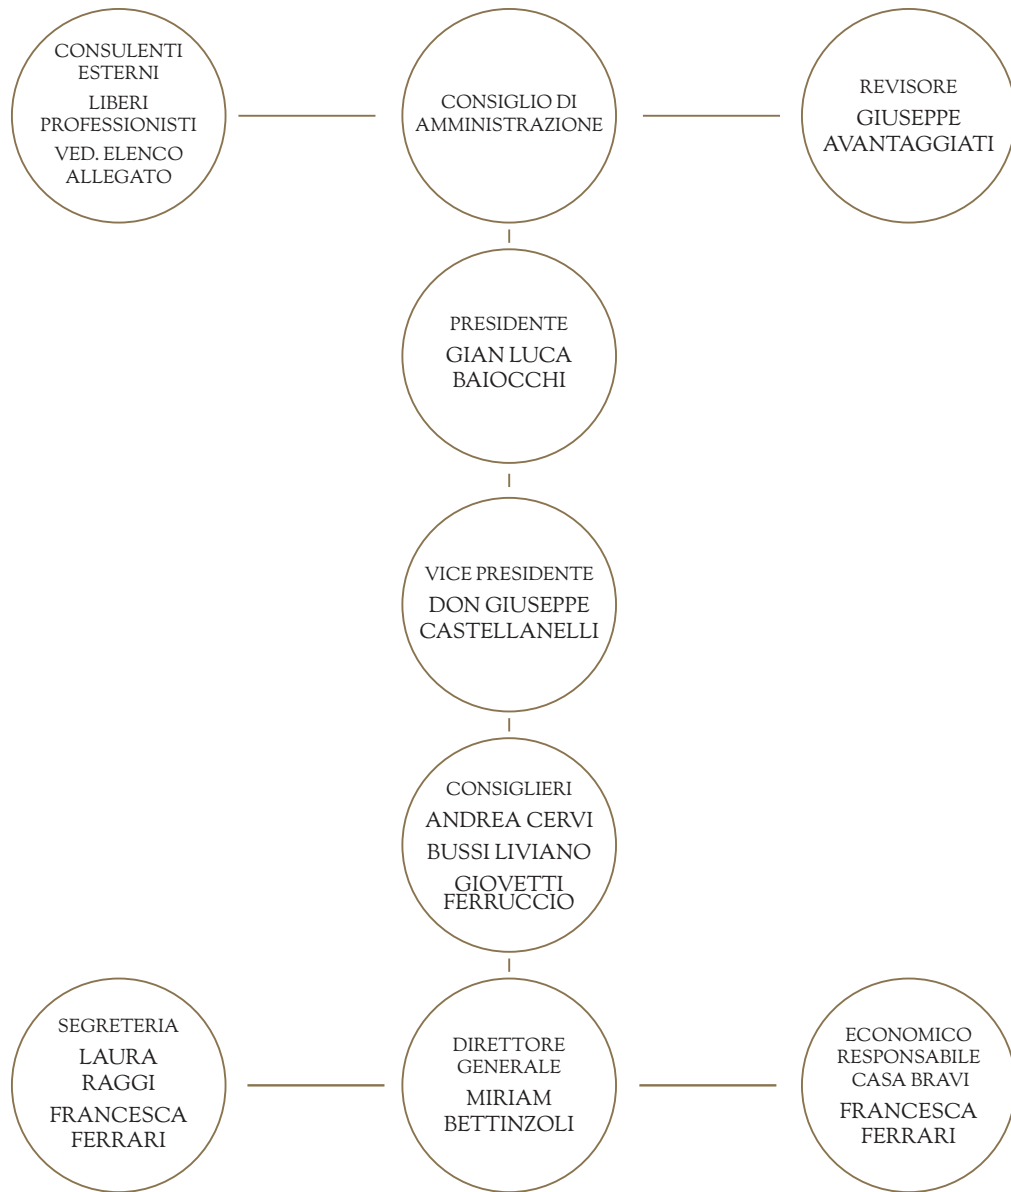 CONSULENTI
ESTERNI
LIBERI
PROFESSIONISTI
VED. ELENCO
ALLEGATO
CONSIGLIO DI
AMMINISTRAZIONE
REVISORE
GIUSEPPE
AVANTAGGIATI
PRESIDENTE
GIAN LUCA
BAIOCCHI
VICE PRESIDENTE
DON GIUSEPPE
CASTELLANELLI
CONSIGLIERI
ANDREA CERVI
BUSSI LIVIANO
GIOVETTI
FERRUCCIO
SEGRETERIA
LAURA
RAGGI
FRANCESCA
FERRARI
DIRETTORE
GENERALE
MIRIAM
BETTINZOLI
ECONOMICO
RESPONSABILE
CASA BRAVI
FRANCESCA
FERRARI